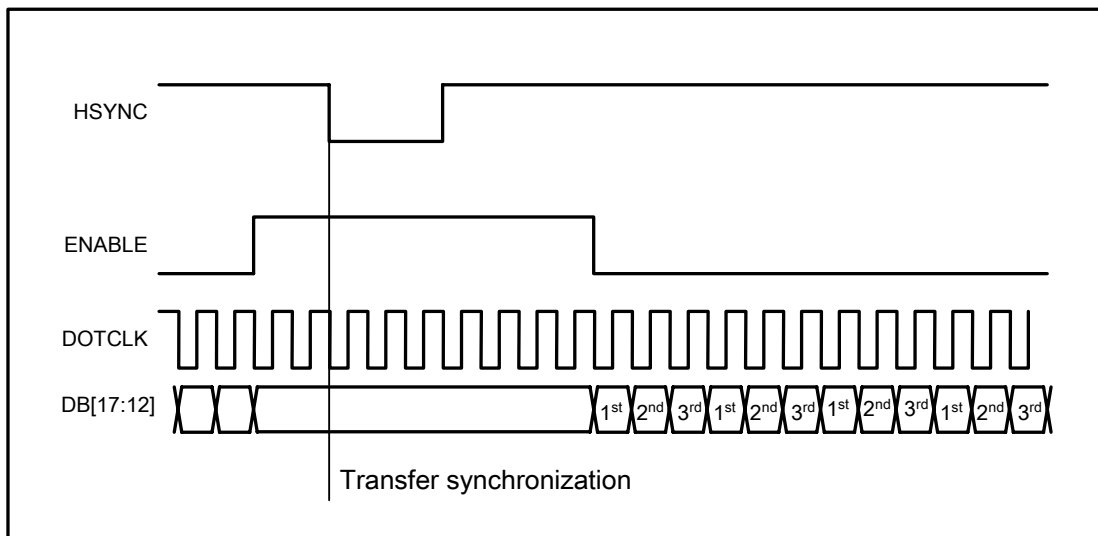 HSYNC
ENABLE
DOTCLK
DB[17:12]
1st 2nd 3rd 1st 2nd 3rd 1st 2nd 3rd 1st 2nd 3rd
Transfer synchronization